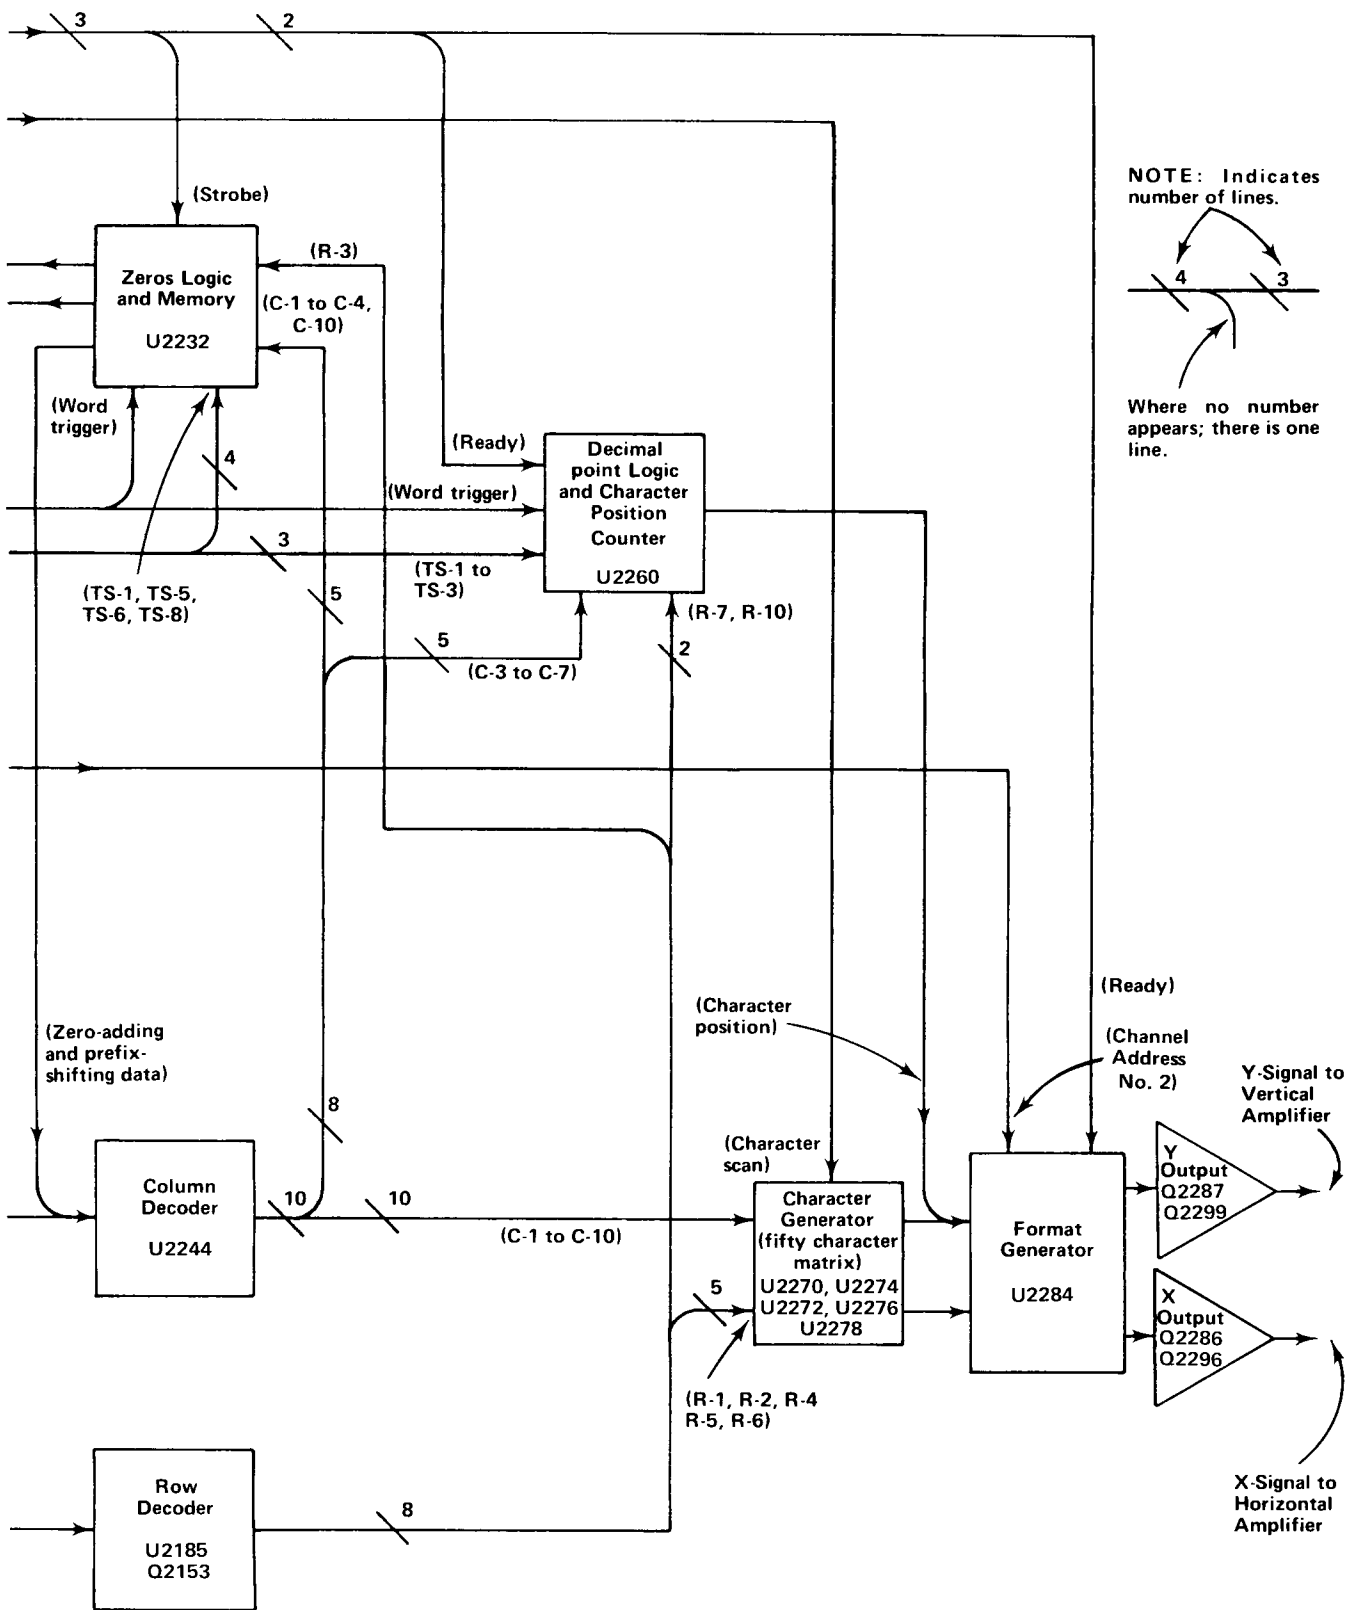 3
2
(Strobe)
NOTE: Indicates
number of lines.
4
3
Where no number
appears; there is one
line.
Zeros Logic
and Memory
U2232
(R-3)
(C-1 to C-4,
C-10)
(Word
trigger)
4
(Ready)
(Word trigger)
3
(TS-1 to
TS-3)
(TS-1, TS-5,
TS-6, TS-8)
5
Decimal
point Logic
and Character
Position
Counter
U2260
(R-7, R-10)
5
2
(C-3 to C-7)
(Ready)
(Character
position)
(Channel
Address
No. 2)
(Zero-adding
and prefix-
shifting data)
8
Y-Signal to
Vertical
Amplifier
Column
Decoder
U2244
10
10
(C-1 to C-10)
(Character
scan)
Character
Generator
(fifty character
matrix)
U2270, U2274
U2272, U2276
U2278
5
(R-1, R-2, R-4
R-5, R-6)
Format
Generator
U2284
Y
Output
Q2287
Q2299
X
Output
Q2286
Q2296
X-Signal to
Horizontal
Amplifier
Row
Decoder
U2185
Q2153
8